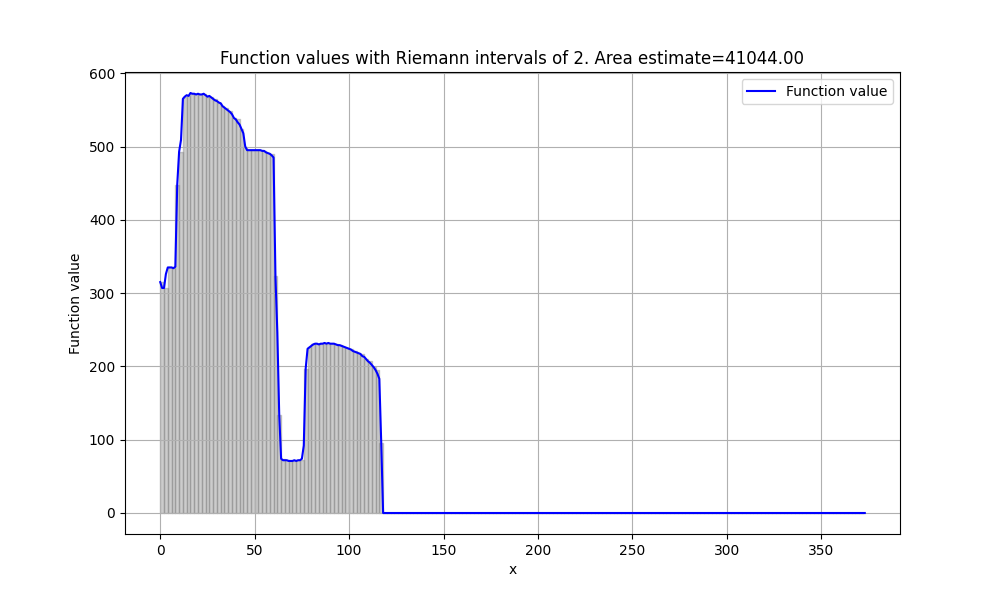 Function values with Riemann intervals of 2. Area estimate=41044.00
Function value
600
500
400
300
200
100
0
Function value
0 50 100 150 200 250 300 350
x